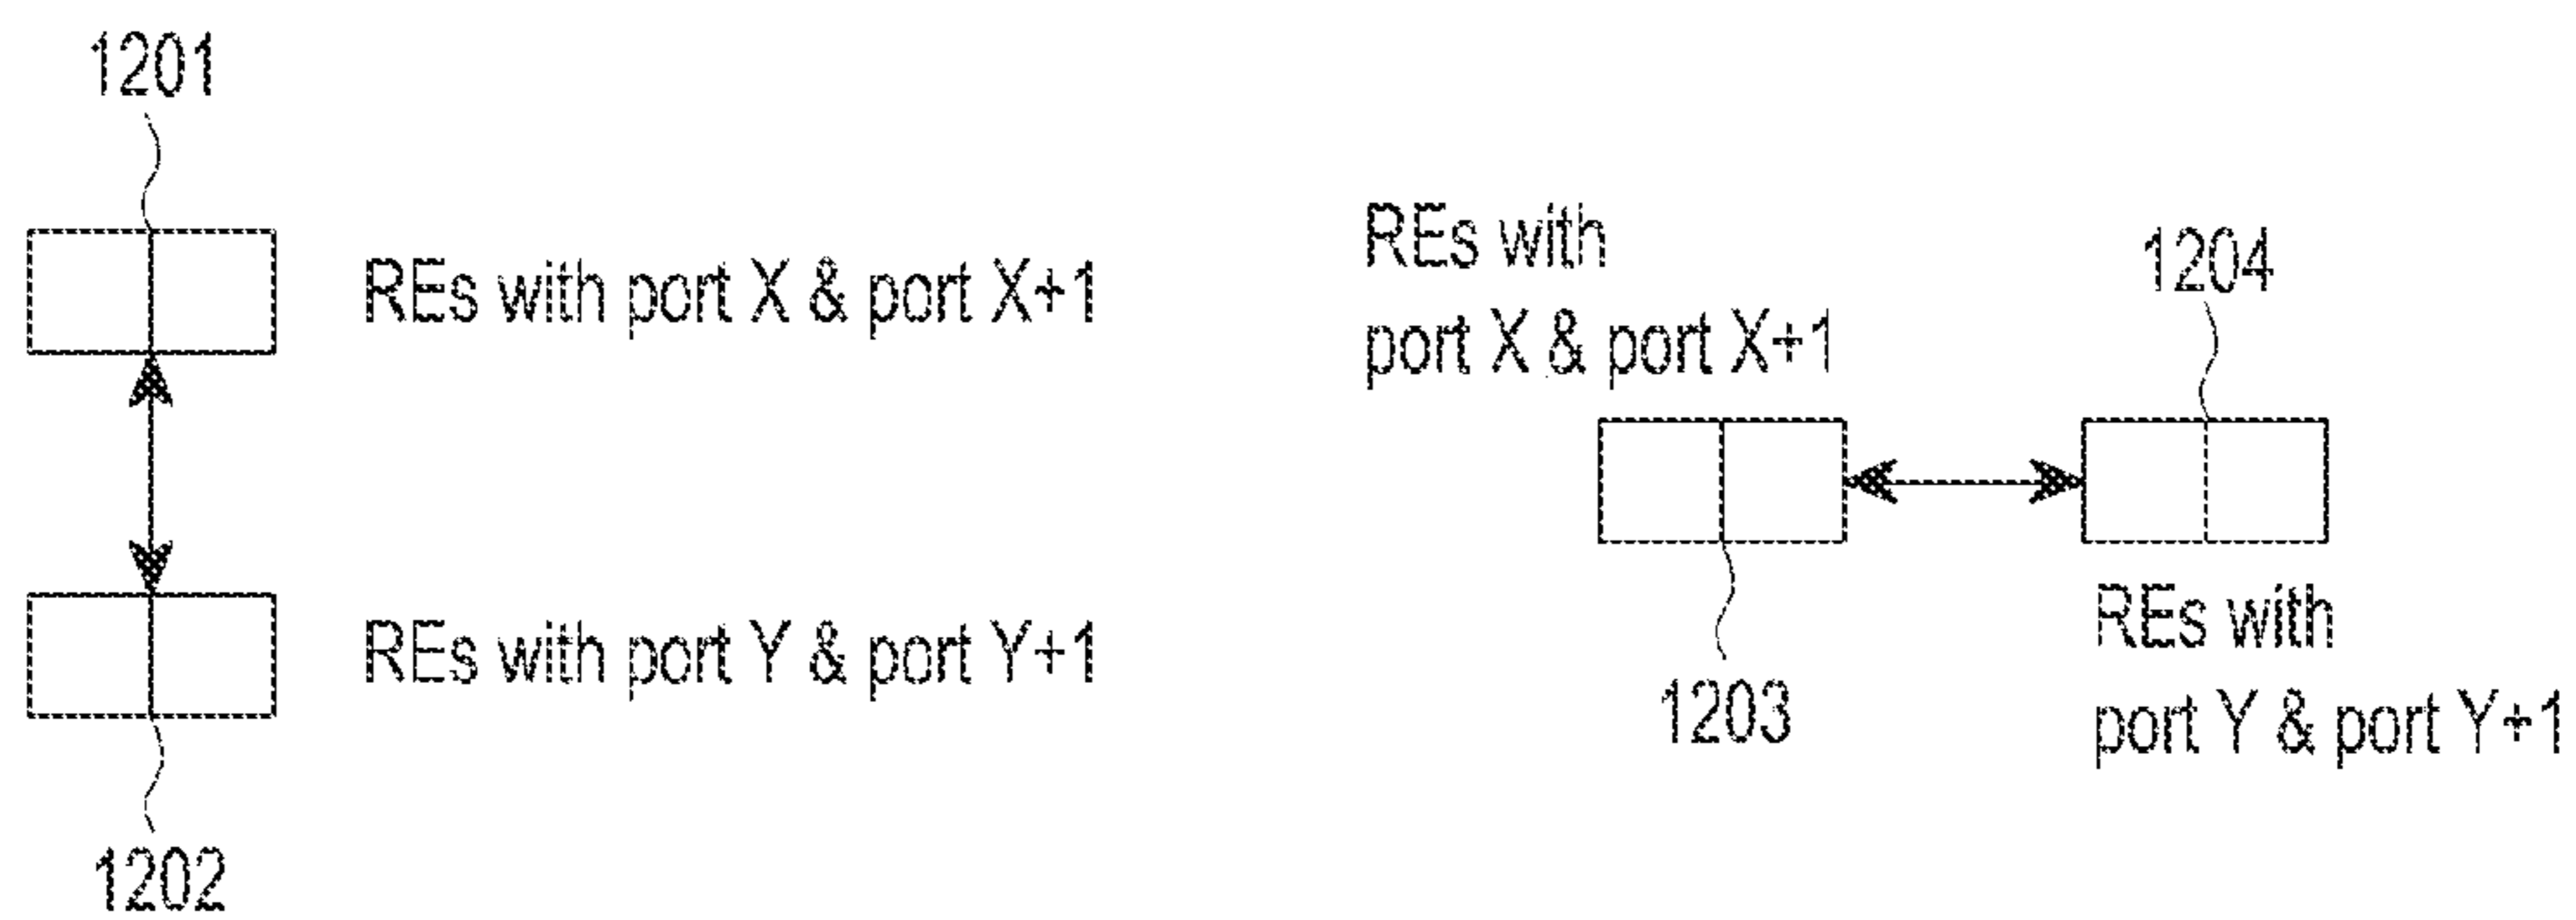 1201
REs with port X & port X+1
REs with port Y & port Y+1
1202
REs with
port X & port X+1
1204
1203
REs with
port Y & port Y+1